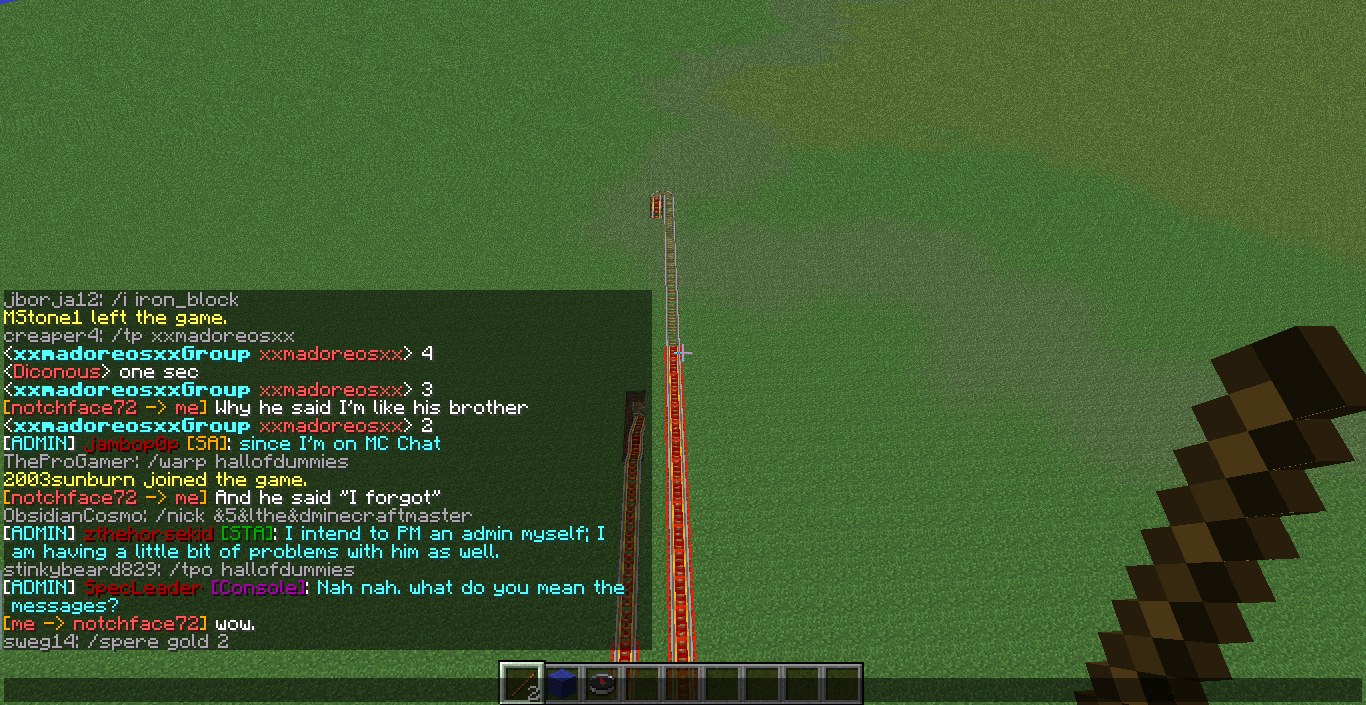 jborja12: /i iron_block
MStone1 left the game.
creaper4: /tp xxmadoreosxx
<xxmadoreosxxGroup xxmadoreosxx> 4
<Diconous> one sec
<xxmadoreosxxGroup xxmadoreosxx> 3
[notchface72 -> me] Why he said I'm like his brother
<xxmadoreosxxGroup xxmadoreosxx> 2
[ADMIN] jambop0p [SA]: since I'm on MC Chat
TheProGamer: /warp hallofdummies
2003sunburn joined the game.
[notchface72 -> me] And he said "I forgot"
ObsidianCosmo: /nick &5&lthe&dminecraftmaster
[ADMIN] zthehorsekid [STA]: I intend to PM an admin myself; I
am having a little bit of problems with him as well.
stinkybeard829: /tpo hallofdummies
[ADMIN] SpecLeader [Console]: Nah nah. what do you mean the
messages?
[me -> notchface72] wow.
sweg14: /spere gold 2
2